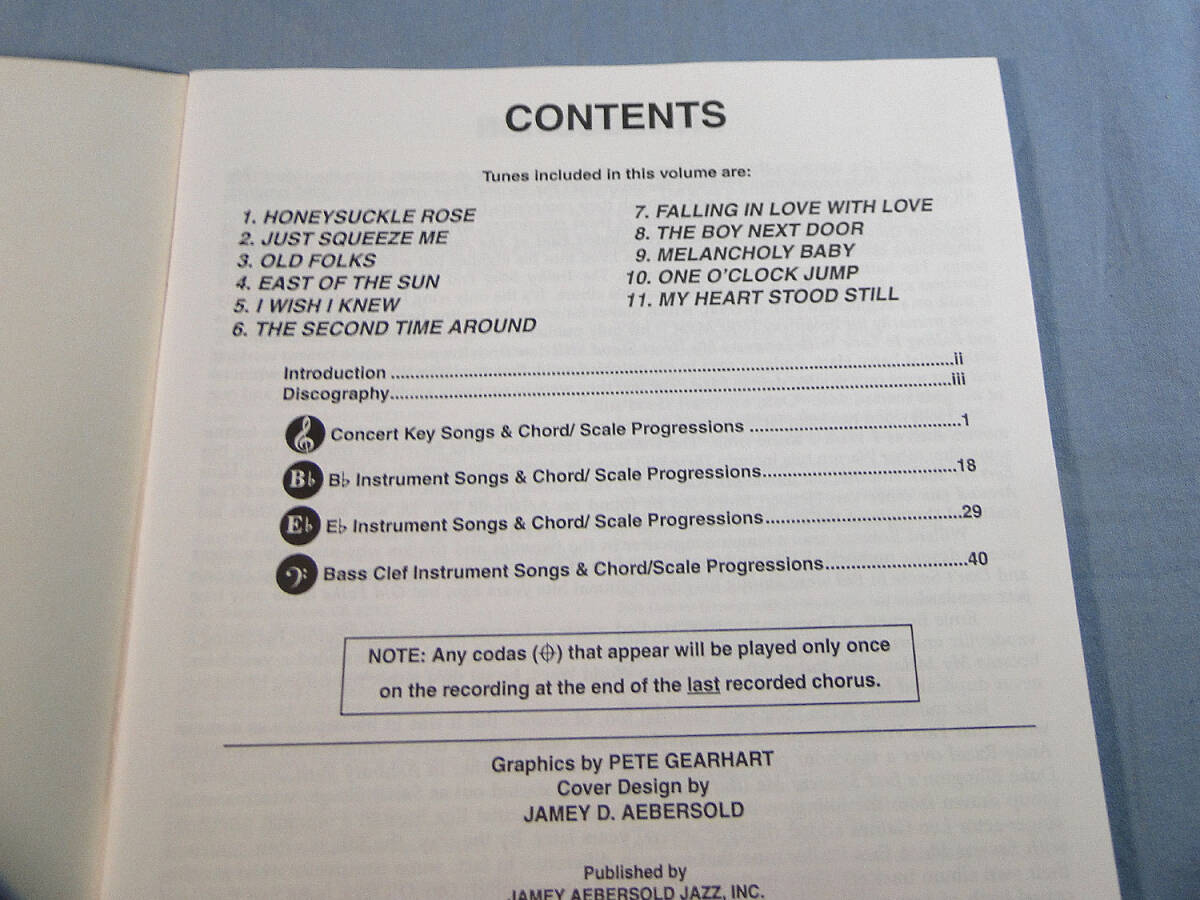 CONTENTS
Tunes included in this volume are:
1. HONEYSUCKLE ROSE
2. JUST SQUEEZE ME
3. OLD FOLKS
4. EAST OF THE SUN
5. I WISH I KNEW
6. THE SECOND TIME AROUND
7. FALLING IN LOVE WITH LOVE
8. THE BOY NEXT DOOR
9. MELANCHOLY BABY
10. ONE O'CLOCK JUMP
11. MY HEART STOOD STILL
Introduction ....................ii
Discography....................iii
Concert Key Songs & Chord/ Scale Progressions ....................1
B♭ B♭ Instrument Songs & Chord/ Scale Progressions....................18
E♭ E♭ Instrument Songs & Chord/ Scale Progressions....................29
Bass Clef Instrument Songs & Chord/Scale Progressions....................40
NOTE: Any codas (𝄌) that appear will be played only once
on the recording at the end of the last recorded chorus.
Graphics by PETE GEARHART
Cover Design by
JAMEY D. AEBERSOLD
Published by
JAMEY AEBERSOLD JAZZ, INC.